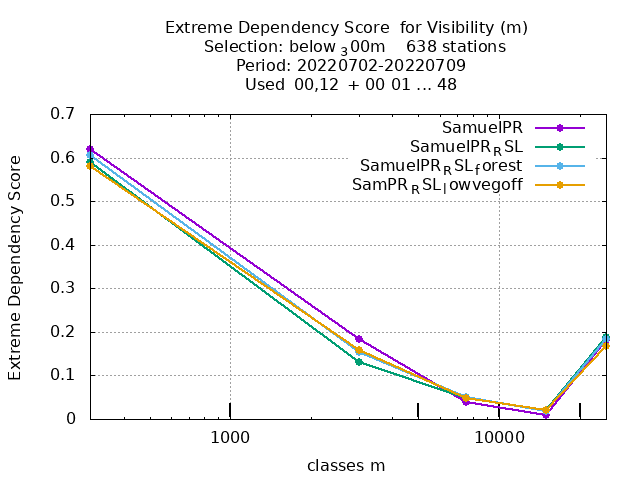 Extreme Dependency Score for Visibility (m)
Selection: below ₃00m 638 stations
Period: 20220702-20220709
Used 00,12 + 00 01 ... 48
SamuelPR
SamuelPR_RSL
SamuelPR_RSL_forest
SamPR_RSL_lowvegoff
Extreme Dependency Score
0.7
0.6
0.5
0.4
0.3
0.2
0.1
0
1000
10000
classes m